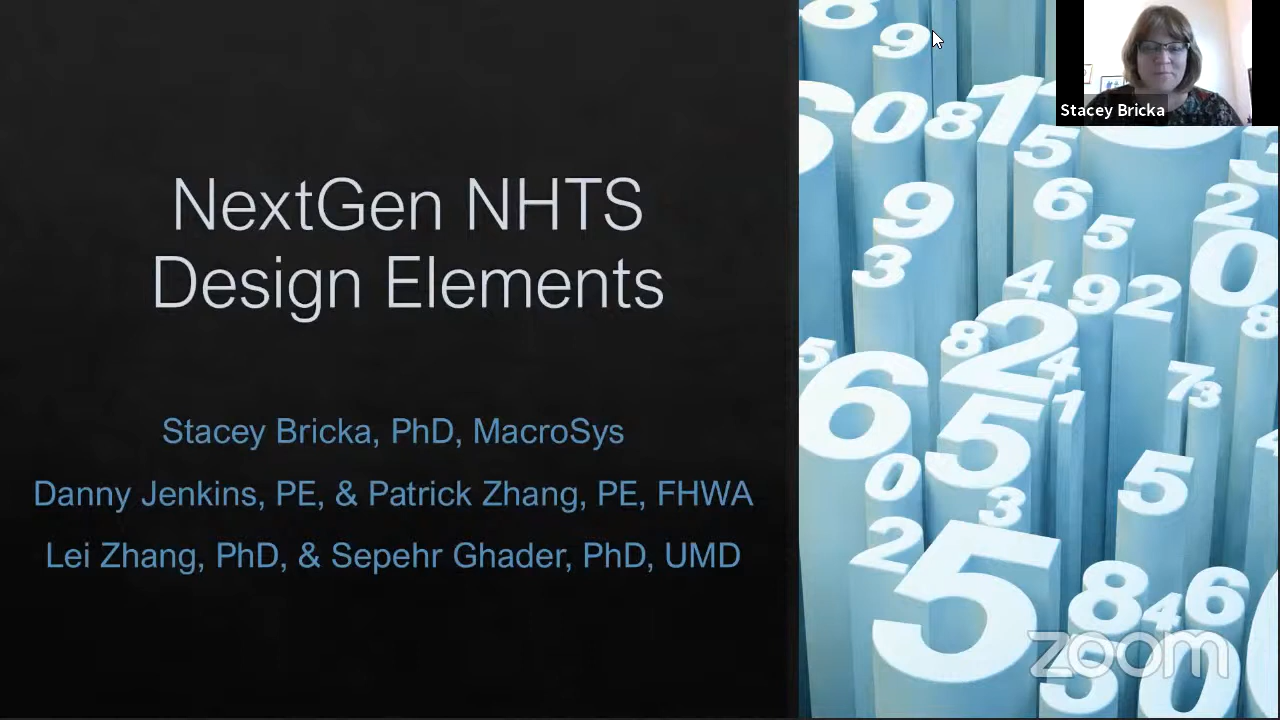 NextGen NHTS
Design Elements
Stacey Bricka, PhD, MacroSys
Danny Jenkins, PE, & Patrick Zhang, PE, FHWA
Lei Zhang, PhD, & Sepehr Ghader, PhD, UMD
Stacey Bricka
zoom